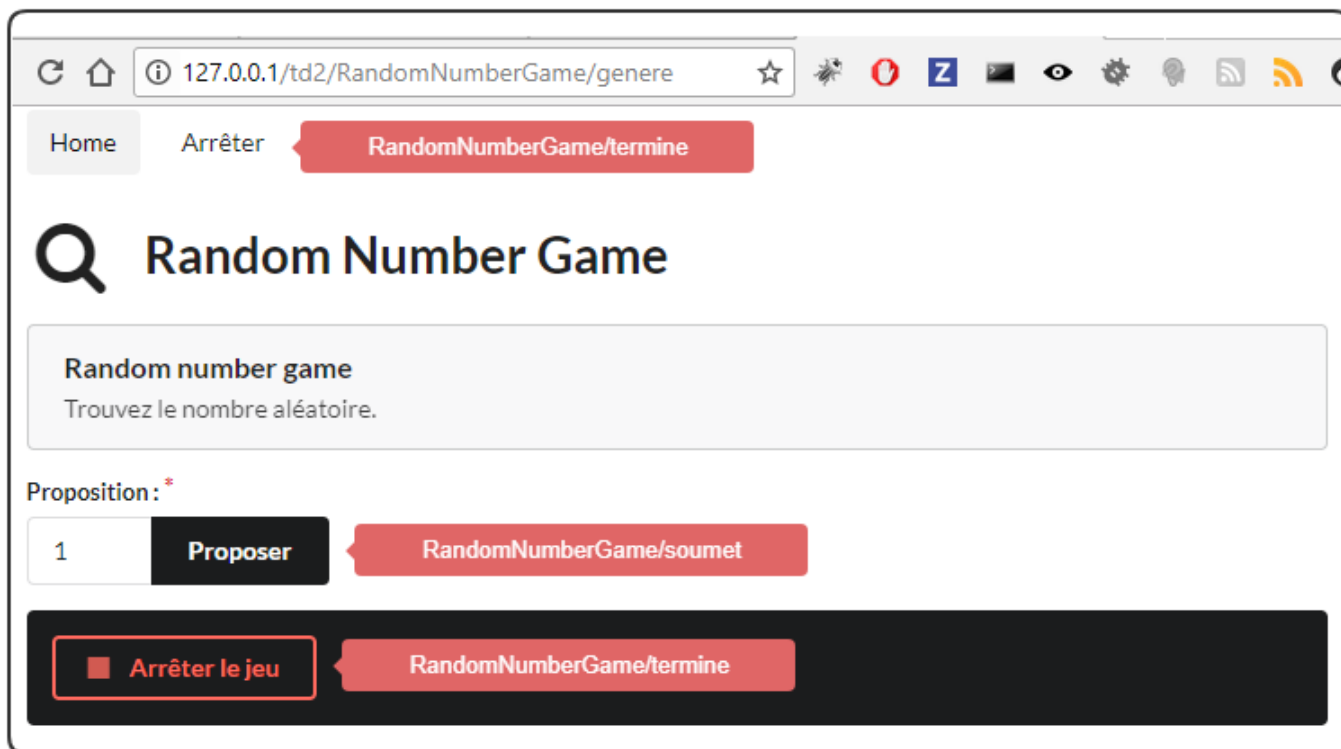 127.0.0.1/td2/RandomNumberGame/genere
Z
Home Arrêter RandomNumberGame/termine
Random Number Game
Random number game
Trouvez le nombre aléatoire.
Proposition : *
1 Proposer RandomNumberGame/soumet
Arrêter le jeu RandomNumberGame/termine